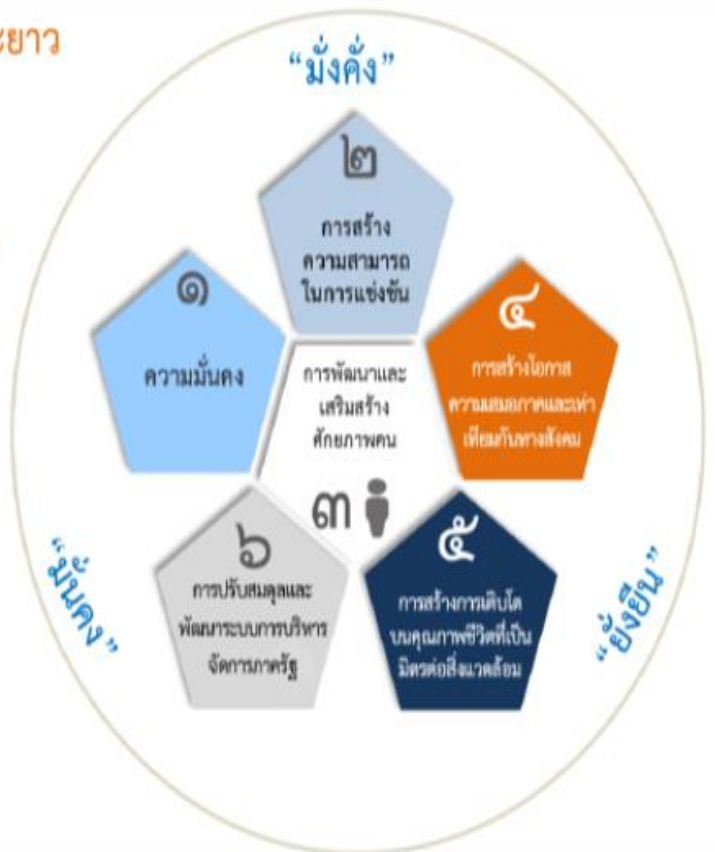 ะยาว
“มั่งคั่ง”
๒
การสร้าง
ความสามารถ
ในการแข่งขัน
๑
ความมั่นคง
๔
การสร้างโอกาส
ความเสมอภาคและเท่า
เทียมกันทางสังคม
การพัฒนาและ
เสริมสร้าง
ศักยภาพคน
๓
๖
การปรับสมดุลและ
พัฒนาระบบการบริหาร
จัดการภาครัฐ
๕
การสร้างการเติบโต
บนคุณภาพชีวิตที่เป็น
มิตรต่อสิ่งแวดล้อม
“มั่นคง”
“ยั่งยืน”